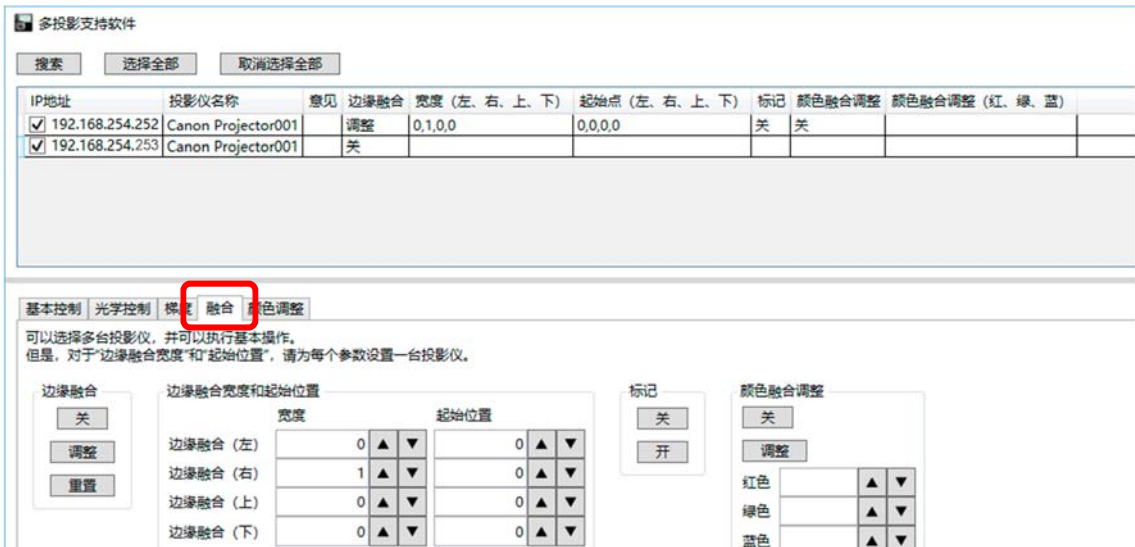 多投影支持软件
搜索 选择全部 取消选择全部
IP地址 投影仪名称 意见 边缘融合 宽度（左、右、上、下） 起始点（左、右、上、下） 标记 颜色融合调整 颜色融合调整（红、绿、蓝）
192.168.254.252 Canon Projector001 调整 0,1,0,0 0,0,0,0 关 关
192.168.254.253 Canon Projector001 关
基本控制 光学控制 梯度 融合 颜色调整
可以选择多台投影仪，并可以执行基本操作。
但是，对于“边缘融合宽度”和“起始位置”，请为每个参数设置一台投影仪。
边缘融合 边缘融合宽度和起始位置 标记 颜色融合调整
关 宽度 起始位置 关 关
调整 边缘融合（左） 0 ▲ ▼ 0 ▲ ▼ 开 调整
重置 边缘融合（右） 1 ▲ ▼ 0 ▲ ▼ 红色 ▲ ▼
边缘融合（上） 0 ▲ ▼ 0 ▲ ▼ 绿色 ▲ ▼
边缘融合（下） 0 ▲ ▼ 0 ▲ ▼ 蓝色 ▲ ▼